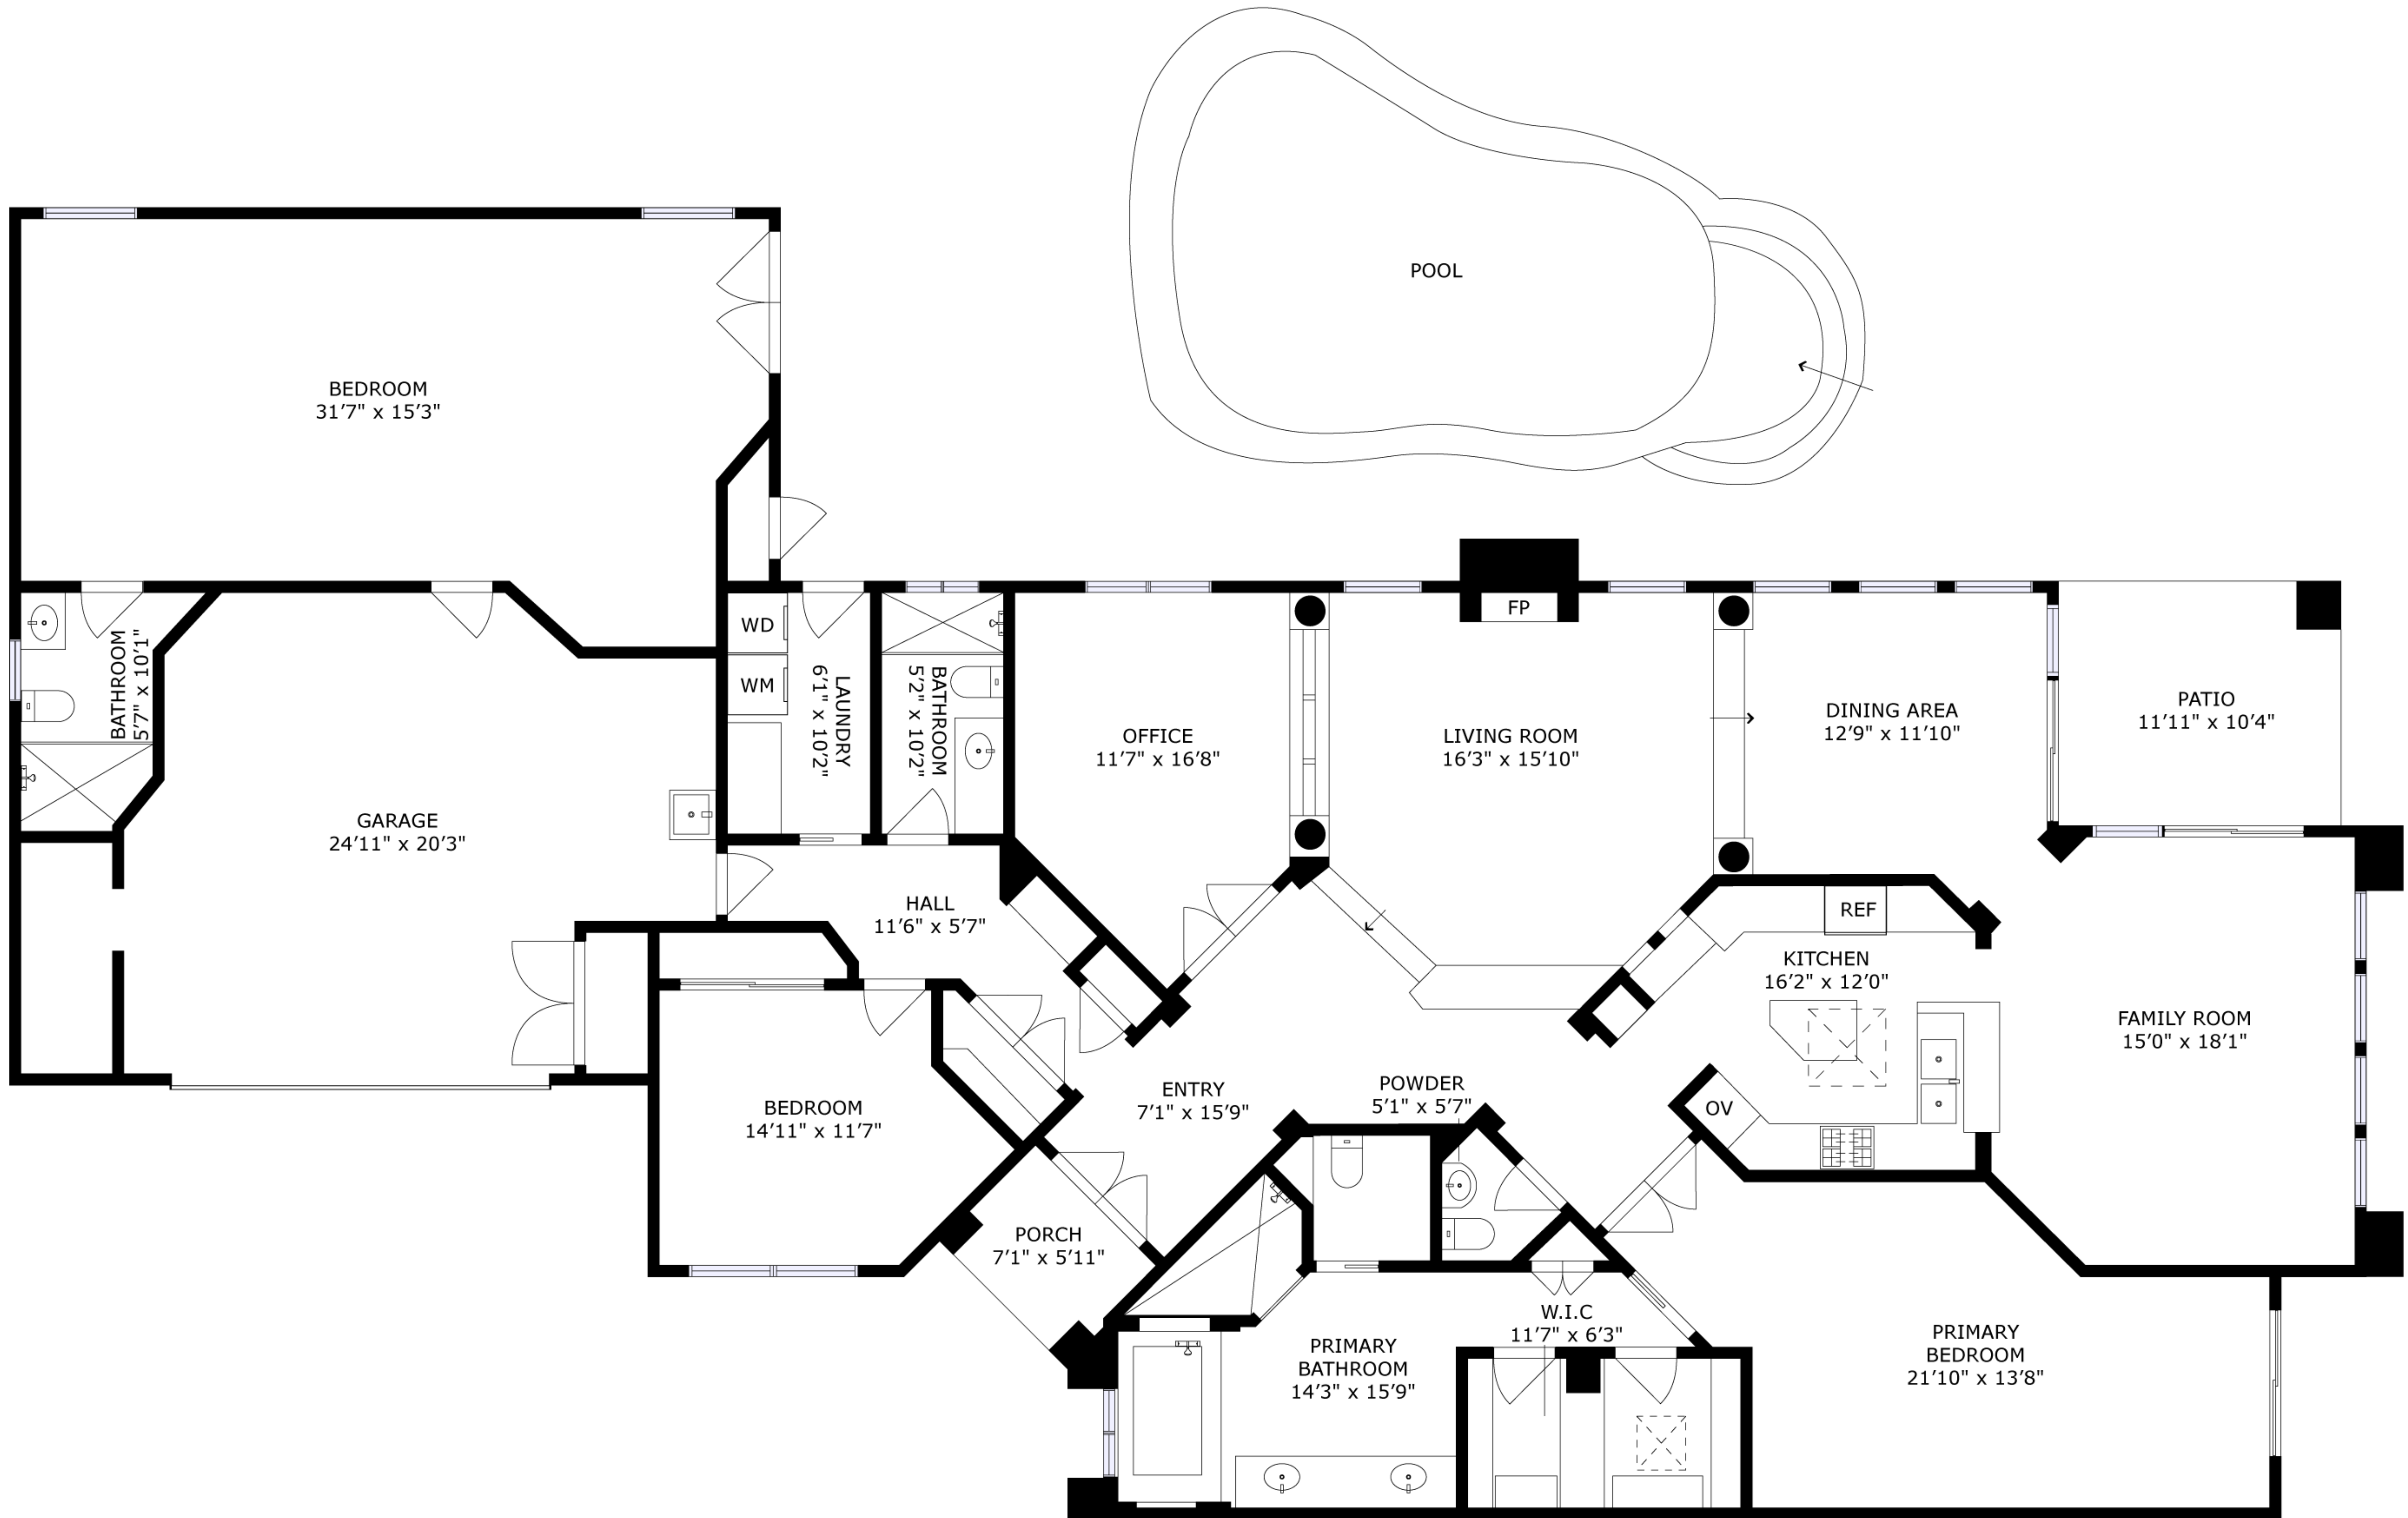 POOL
BEDROOM
31'7" x 15'3"
BATHROOM
5'7" x 10'1"
GARAGE
24'11" x 20'3"
WD
WM
LAUNDRY
6'1" x 10'2"
BATHROOM
5'2" x 10'2"
OFFICE
11'7" x 16'8"
FP
LIVING ROOM
16'3" x 15'10"
DINING AREA
12'9" x 11'10"
PATIO
11'11" x 10'4"
HALL
11'6" x 5'7"
REF
KITCHEN
16'2" x 12'0"
FAMILY ROOM
15'0" x 18'1"
BEDROOM
14'11" x 11'7"
ENTRY
7'1" x 15'9"
POWDER
5'1" x 5'7"
OV
PORCH
7'1" x 5'11"
W.I.C
11'7" x 6'3"
PRIMARY
BATHROOM
14'3" x 15'9"
PRIMARY
BEDROOM
21'10" x 13'8"